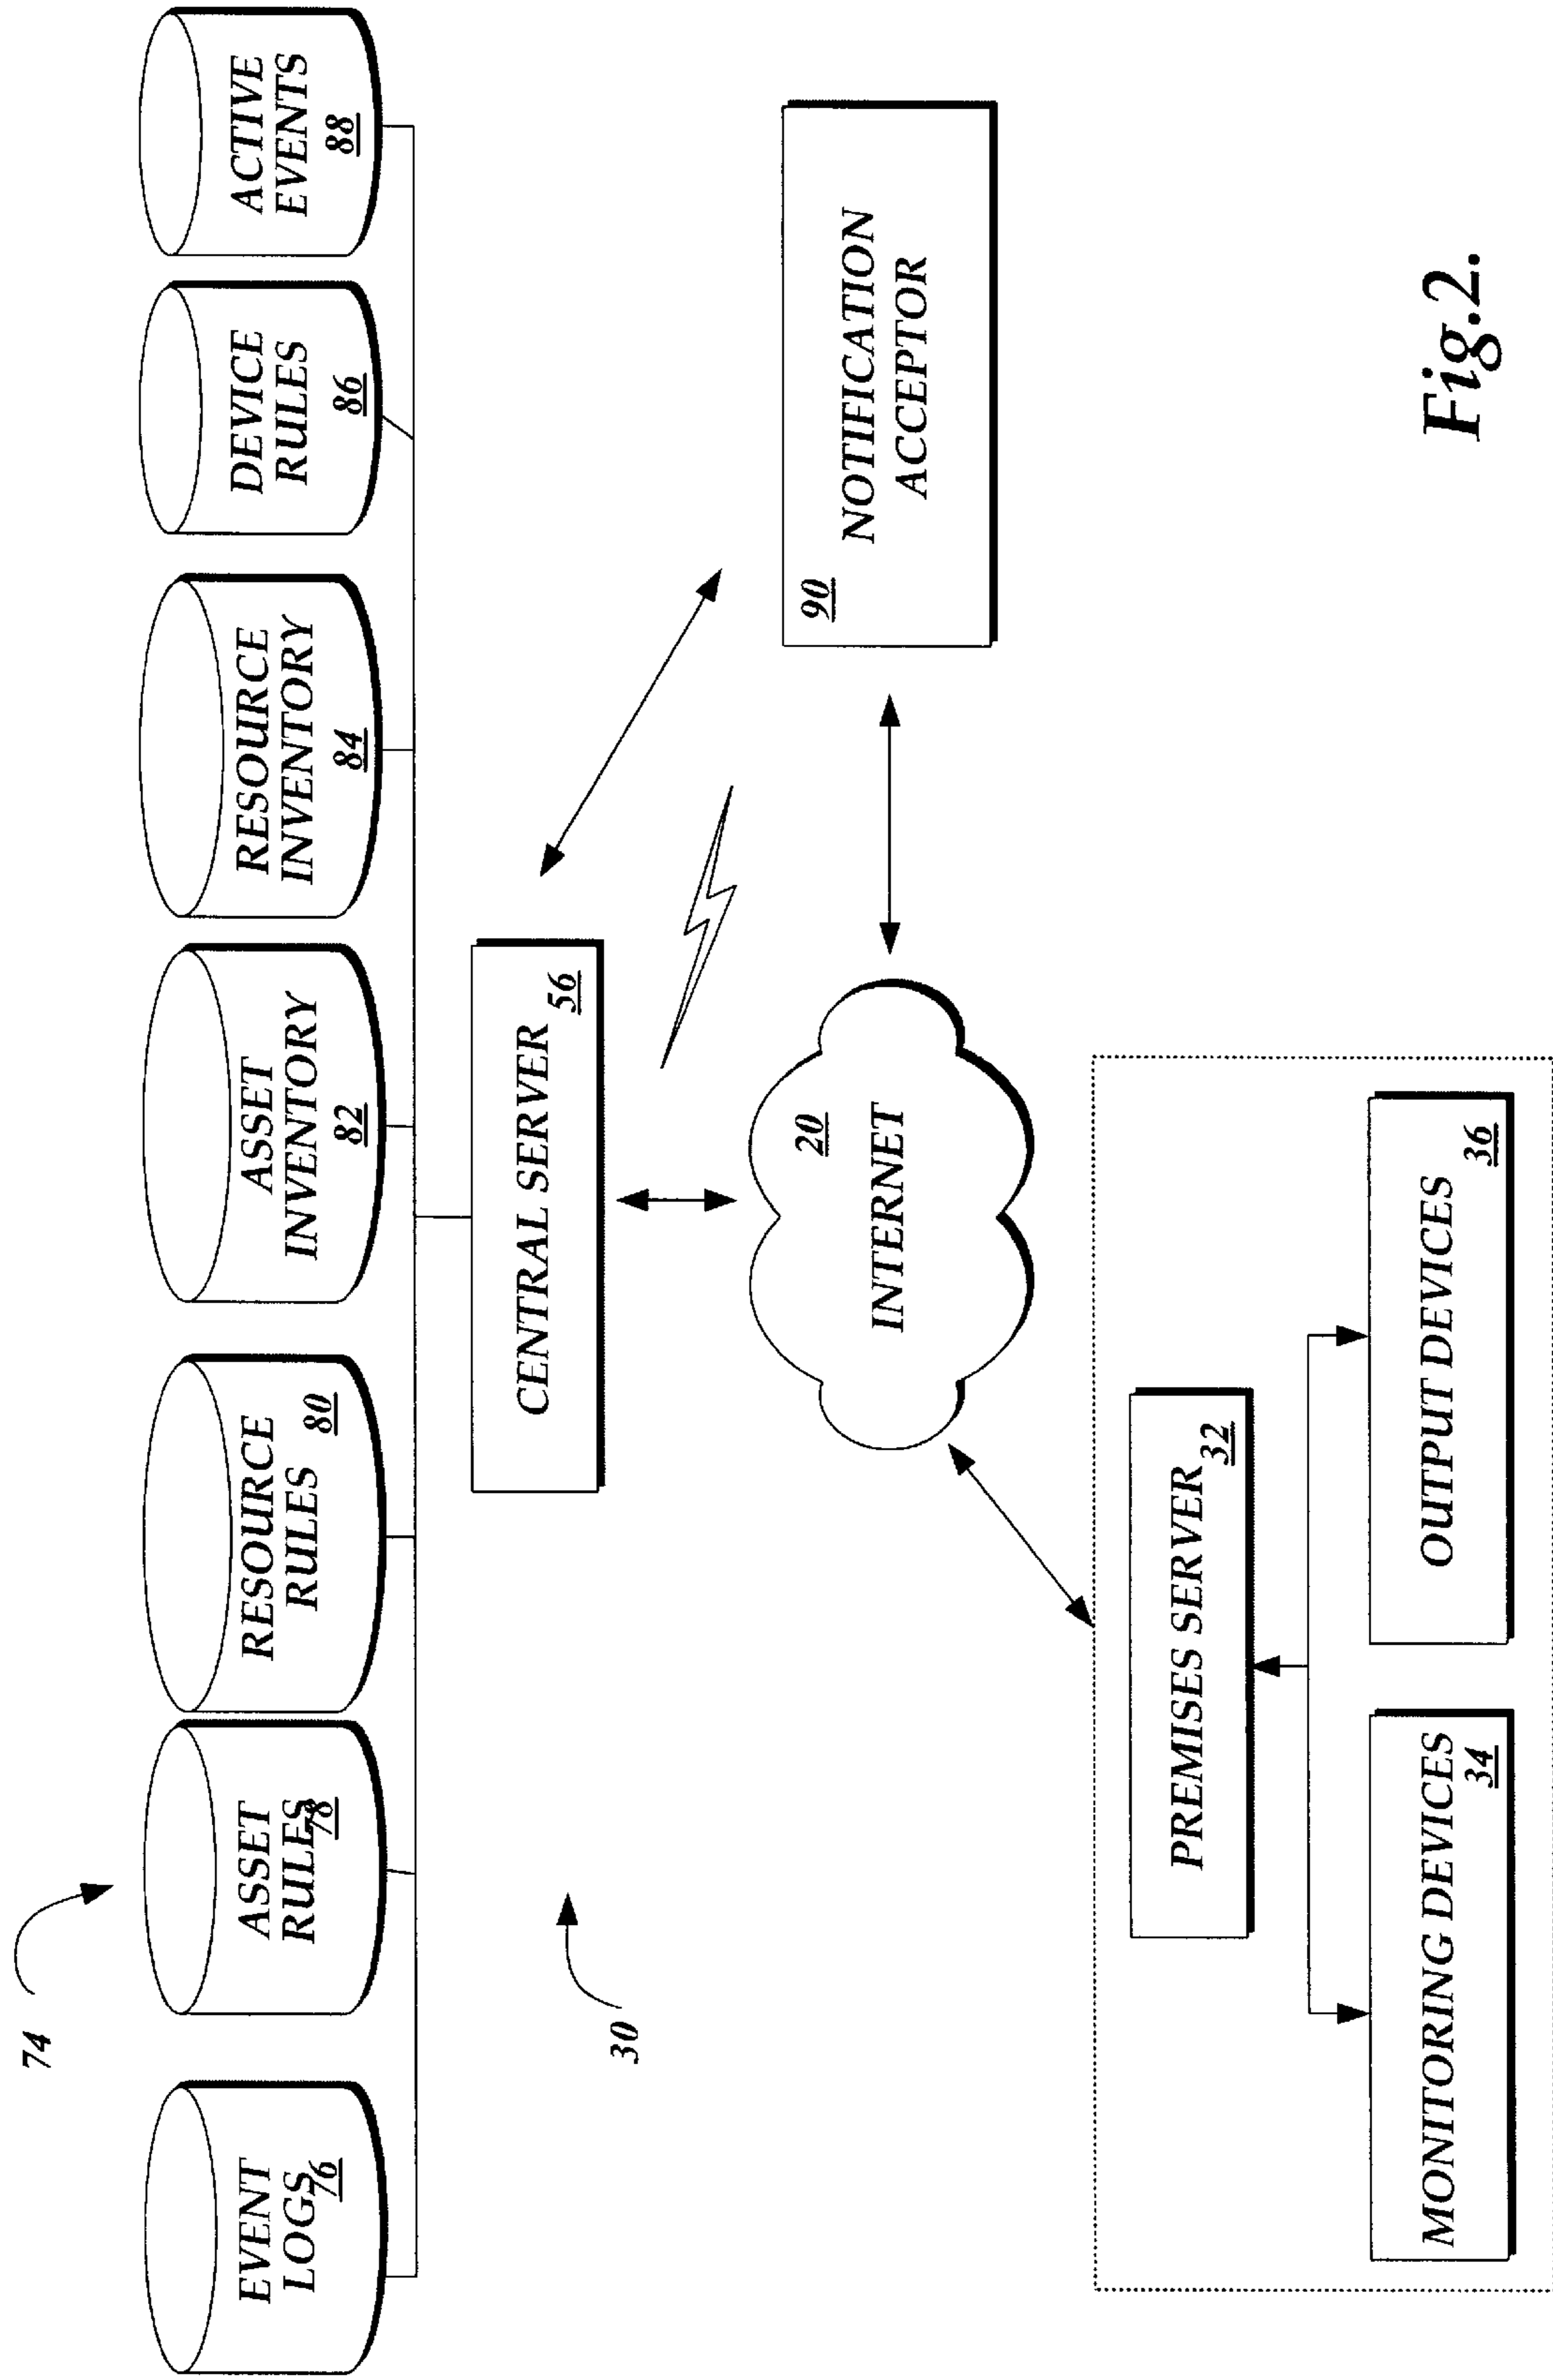 74
EVENT
LOGS
76
ASSET
RULES
78
RESOURCE
RULES
80
ASSET
INVENTORY
82
RESOURCE
INVENTORY
84
DEVICE
RULES
86
ACTIVE
EVENTS
88
30
CENTRAL SERVER
56
20
INTERNET
90
NOTIFICATION
ACCEPTOR
PREMISES SERVER
32
MONITORING DEVICES
34
OUTPUT DEVICES
36
Fig.2.